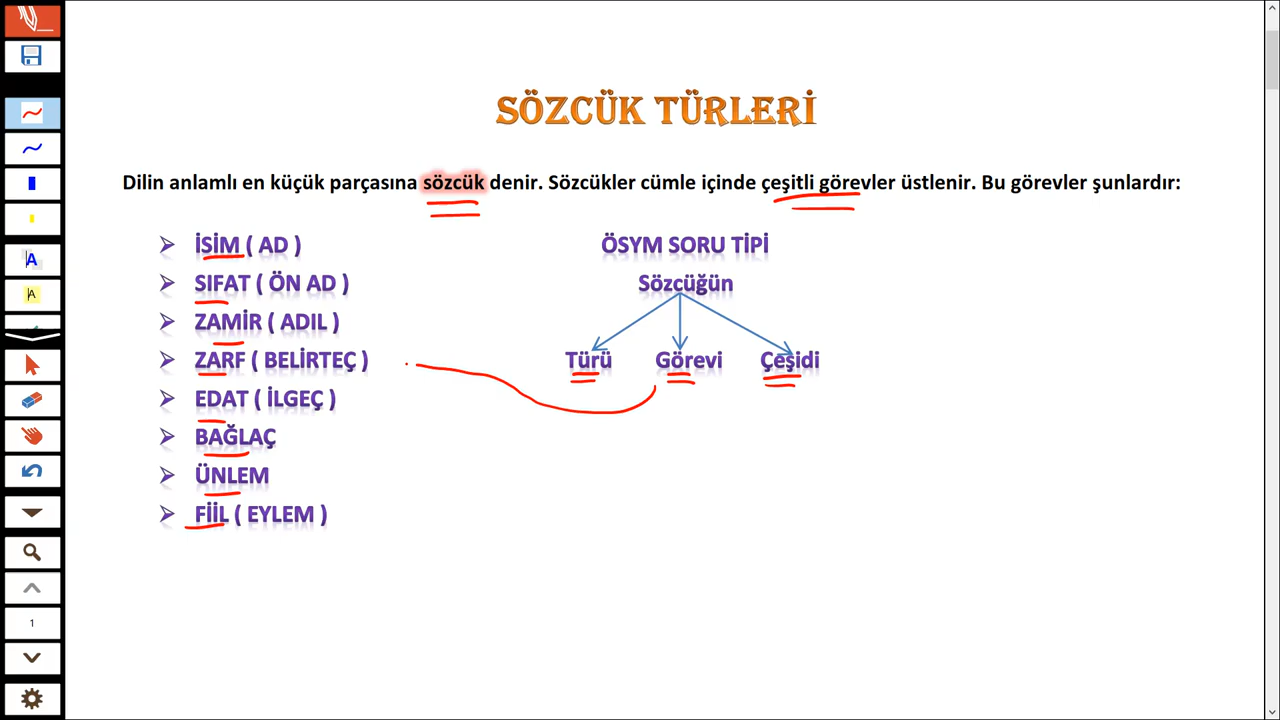 SÖZCÜK TÜRLERİ
Dilin anlamlı en küçük parçasına sözcük denir. Sözcükler cümle içinde çeşitli görevler üstlenir. Bu görevler şunlardır:
İSİM ( AD )
SIFAT ( ÖN AD )
ZAMİR ( ADIL )
ZARF ( BELİRTEÇ )
EDAT ( İLGEÇ )
BAĞLAÇ
ÜNLEM
FİİL ( EYLEM )
ÖSYM SORU TİPİ
Sözcüğün
Türü Görevi Çeşidi
A
A
1